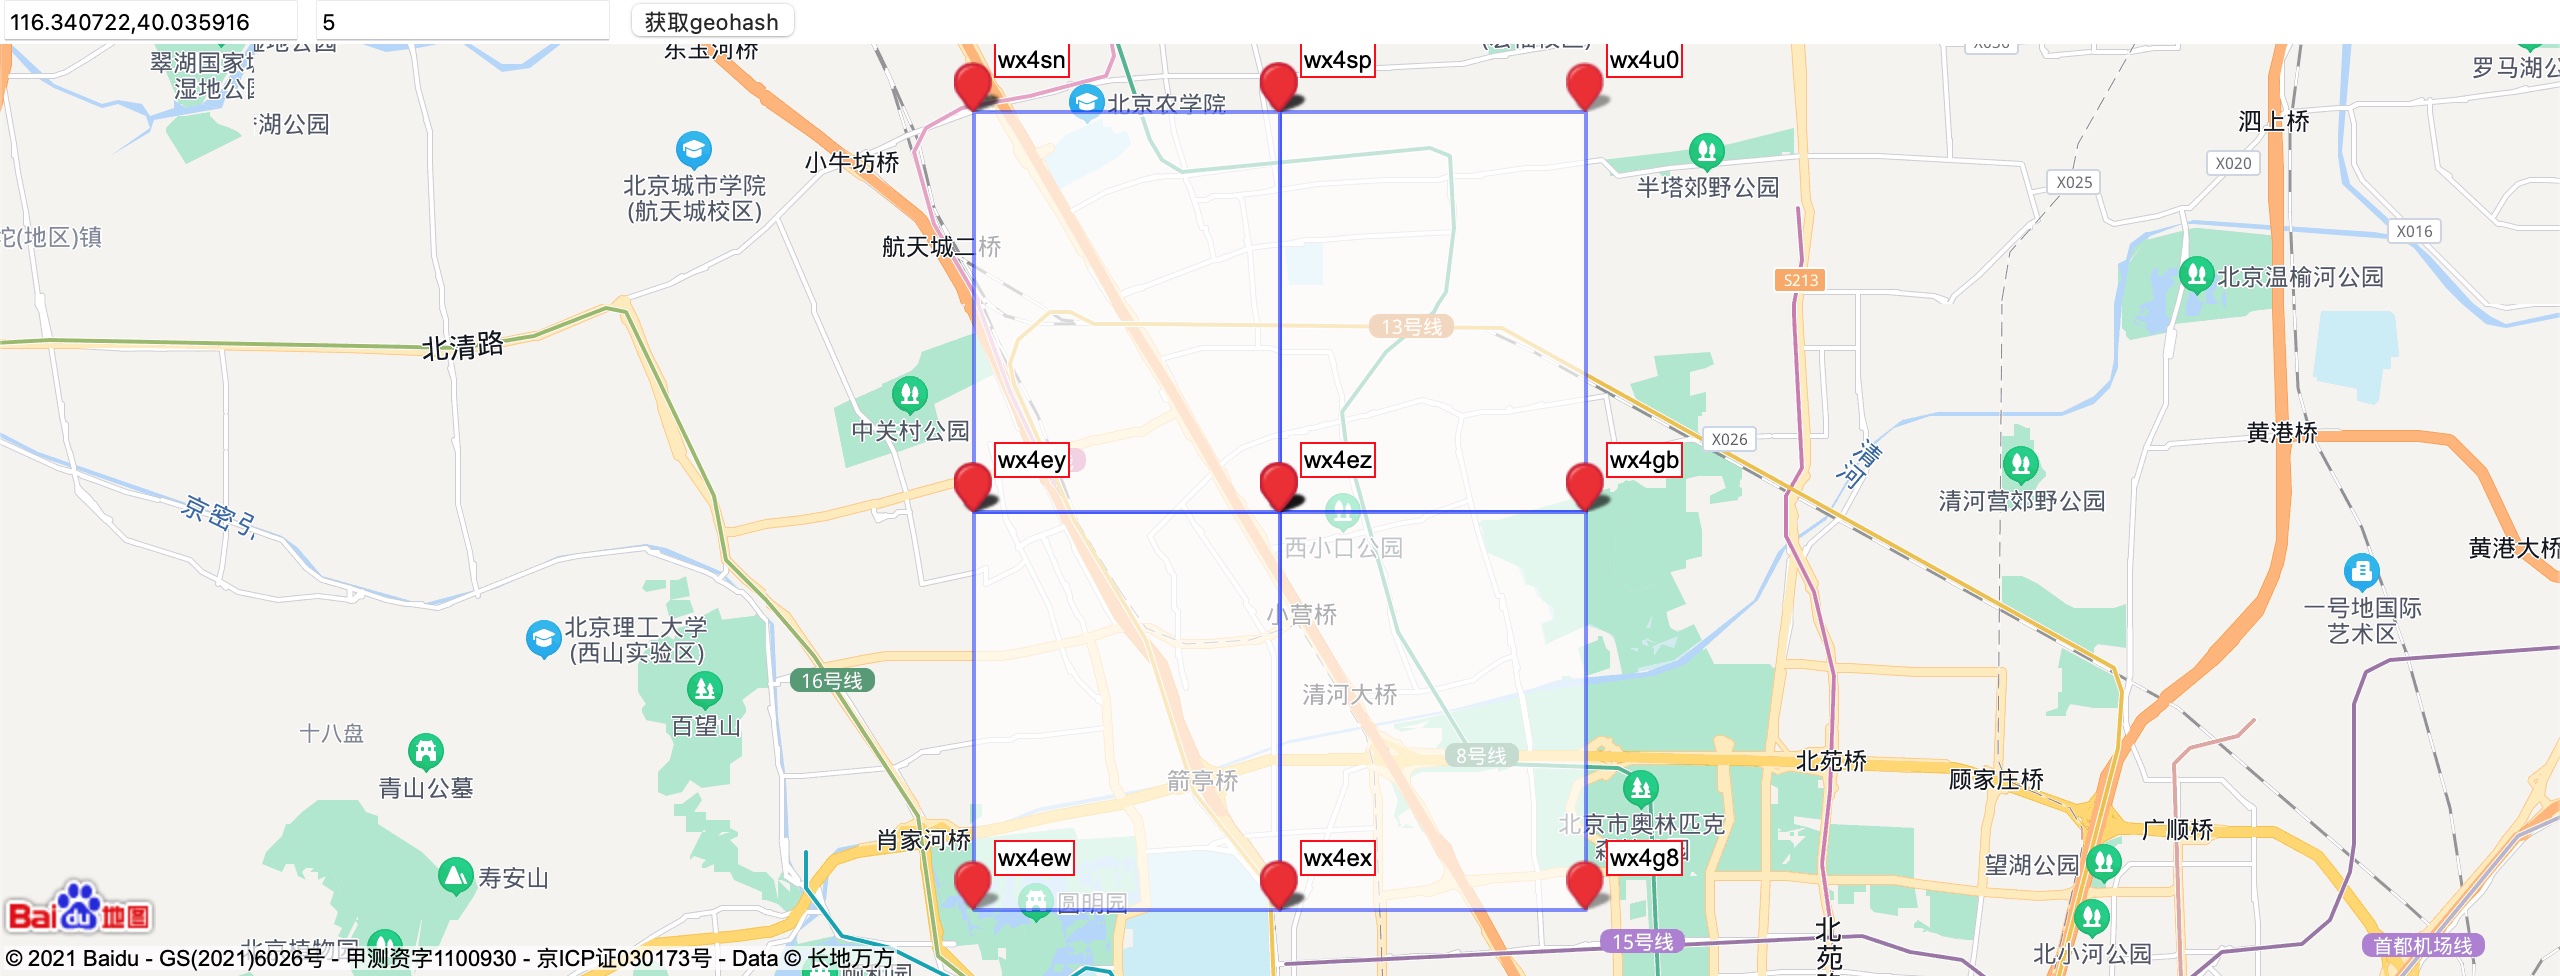 116.340722,40.035916
5
获取geohash
东玉河桥
翠湖国家城
湿地公园
湖公园
wx4sn
wx4sp
wx4u0
北京农学院
罗马湖公
泗上桥
小牛坊桥
北京城市学院
(航天城校区)
半塔郊野公园
X020
X025
X016
(地区)镇
航天城二桥
S213
北京温榆河公园
13号线
北清路
中关村公园
X026
黄港桥
wx4ey
wx4ez
wx4gb
清河
清河营郊野公园
京密引
西小口公园
黄港大桥
一号地国际
艺术区
小营桥
北京理工大学
(西山实验区)
16号线
清河大桥
百望山
十八盘
8号线
北苑桥
顾家庄桥
青山公墓
箭亭桥
北京市奥林匹克
广顺桥
肖家河桥
wx4ew
wx4ex
wx4g8
望湖公园
寿安山
圆明园
Bai du 地图
15号线
北苑
首都机场线
北小河公园
北京植物园
© 2021 Baidu - GS(2021)6026号 - 甲测资字1100930 - 京ICP证030173号 - Data © 长地万方